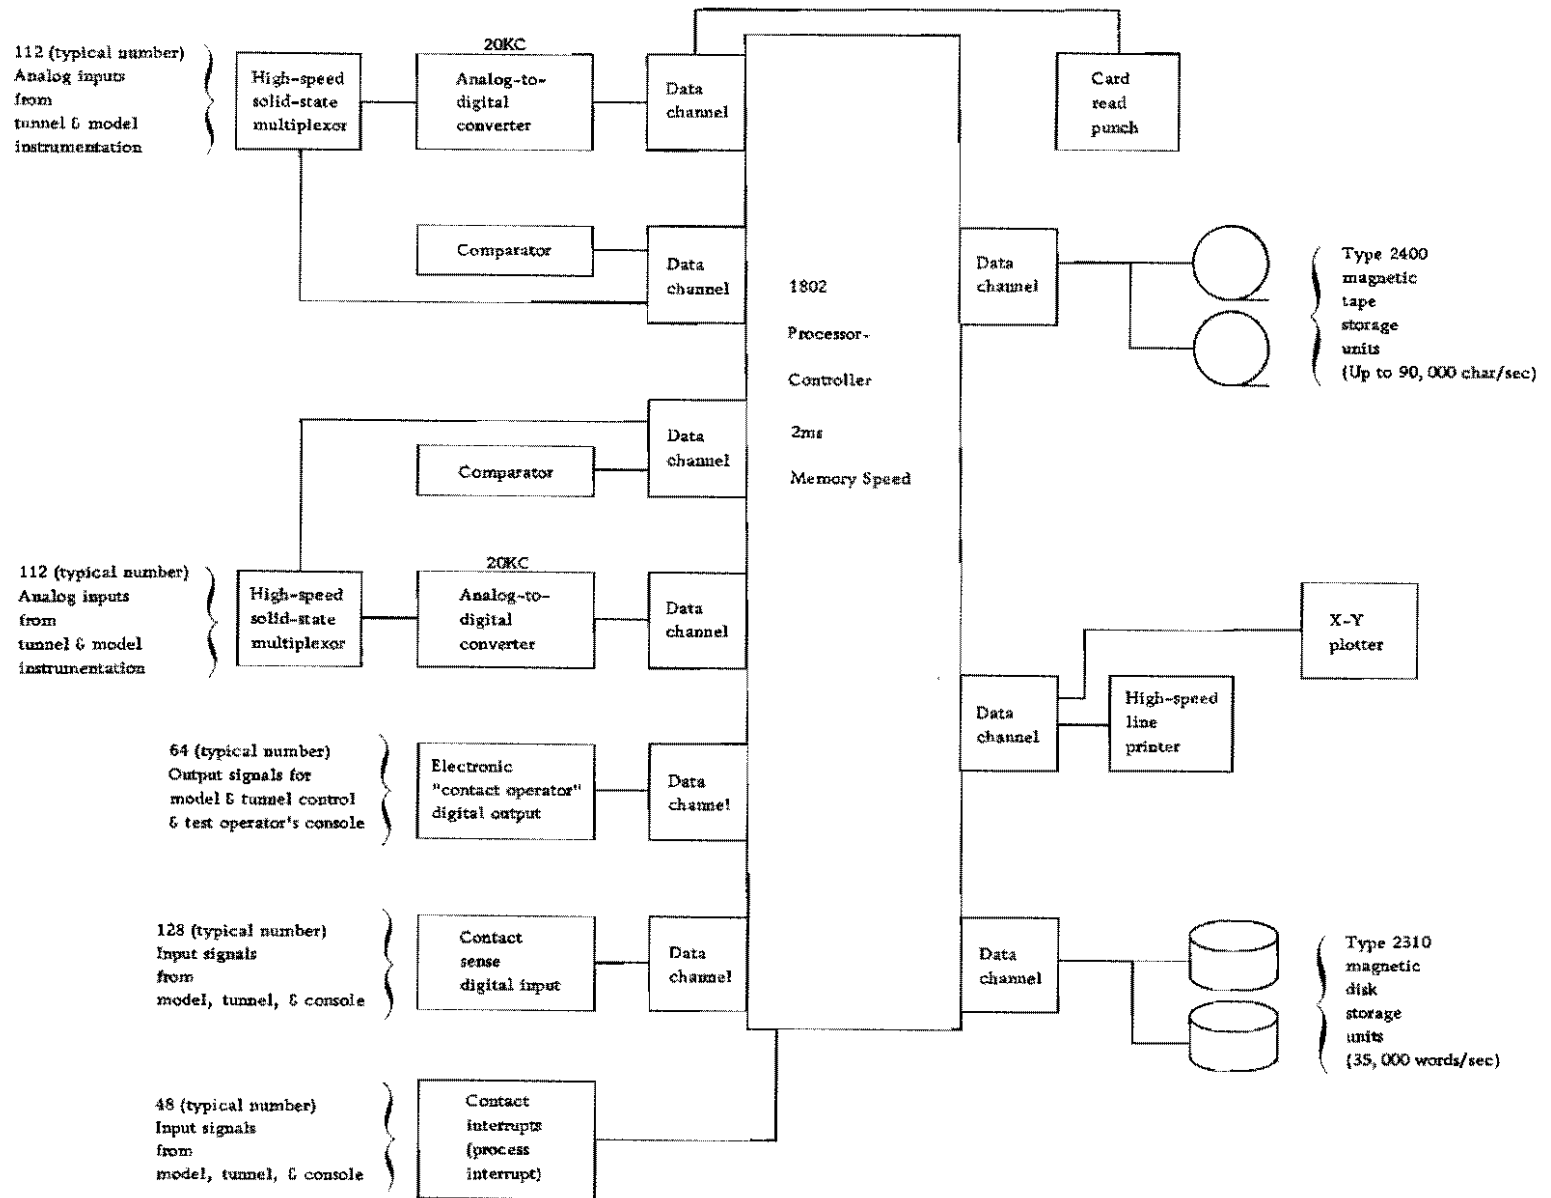 112 (typical number)
Analog inputs
from
tunnel & model
instrumentation
High-speed
solid-state
multiplexor
20KC
Analog-to-
digital
converter
Data
channel
Card
read
punch
Comparator
Data
channel
1802
Processor-
Controller
2ms
Memory Speed
Data
channel
Type 2400
magnetic
tape
storage
units
(Up to 90,000 char/sec)
Data
channel
Comparator
112 (typical number)
Analog inputs
from
tunnel & model
instrumentation
High-speed
solid-state
multiplexor
20KC
Analog-to-
digital
converter
Data
channel
X-Y
plotter
Data
channel
High-speed
line
printer
64 (typical number)
Output signals for
model & tunnel control
& test operator's console
Electronic
"contact operator"
digital output
Data
channel
128 (typical number)
Input signals
from
model, tunnel, & console
Contact
sense
digital input
Data
channel
Data
channel
Type 2310
magnetic
disk
storage
units
(35,000 words/sec)
48 (typical number)
Input signals
from
model, tunnel, & console
Contact
interrupts
(process
interrupt)